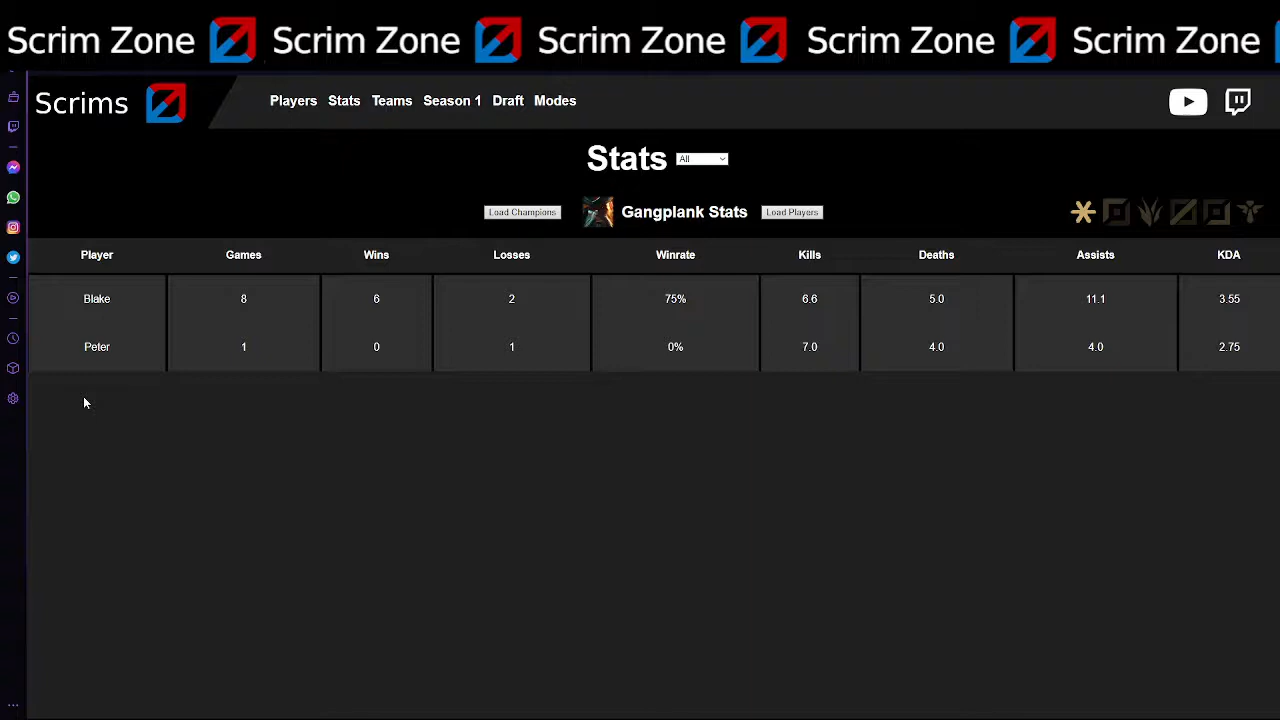 Scrim Zone Scrim Zone Scrim Zone Scrim Zone Scrim Zone
Scrims Players Stats Teams Season 1 Draft Modes
Stats All
Load Champions Gangplank Stats Load Players
Player Games Wins Losses Winrate Kills Deaths Assists KDA
Blake 8 6 2 75% 6.6 5.0 11.1 3.55
Peter 1 0 1 0% 7.0 4.0 4.0 2.75